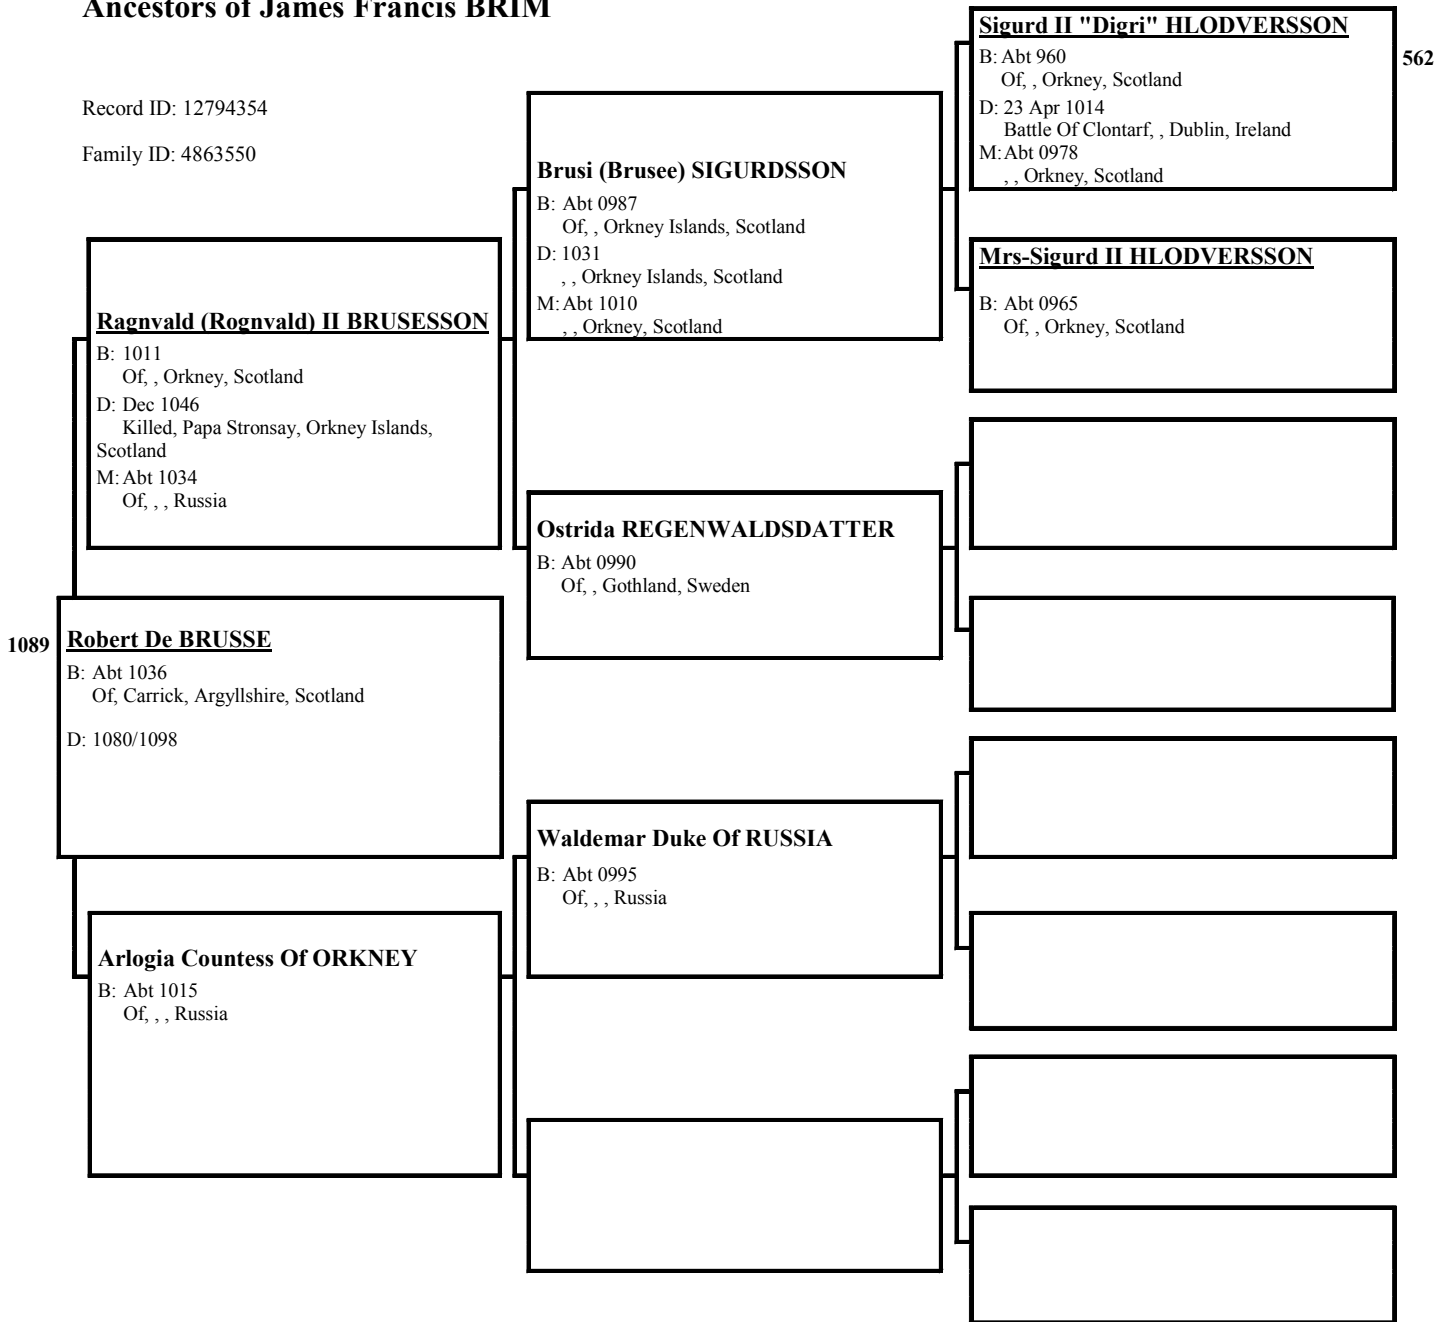 Ancestors of James Francis BRIM
Record ID: 12794354
Family ID: 4863550
Sigurd II "Digri" HLODVERSSON
B: Abt 960
Of, , Orkney, Scotland
D: 23 Apr 1014
Battle Of Clontarf, , Dublin, Ireland
M: Abt 0978
, , Orkney, Scotland
562
Brusi (Brusee) SIGURDSSON
B: Abt 0987
Of, , Orkney Islands, Scotland
D: 1031
, , Orkney Islands, Scotland
M: Abt 1010
, , Orkney, Scotland
Mrs-Sigurd II HLODVERSSON
B: Abt 0965
Of, , Orkney, Scotland
Ragnvald (Rognvald) II BRUSESSON
B: 1011
Of, , Orkney, Scotland
D: Dec 1046
Killed, Papa Stronsay, Orkney Islands,
Scotland
M: Abt 1034
Of, , , Russia
Ostrida REGENWALDSDATTER
B: Abt 0990
Of, , Gothland, Sweden
1089
Robert De BRUSSE
B: Abt 1036
Of, Carrick, Argyllshire, Scotland
D: 1080/1098
Waldemar Duke Of RUSSIA
B: Abt 0995
Of, , , Russia
Arlogia Countess Of ORKNEY
B: Abt 1015
Of, , , Russia